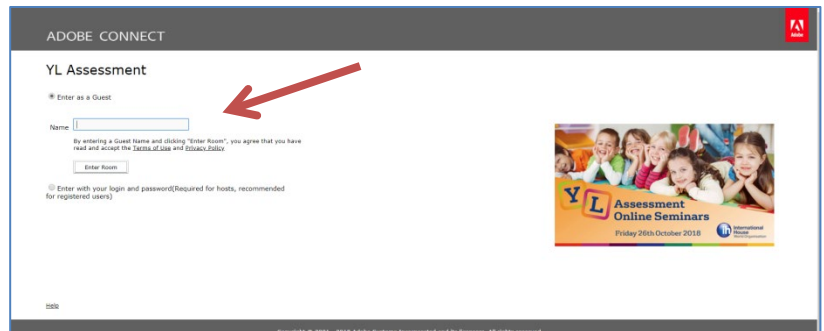 ADOBE CONNECT
Adobe
YL Assessment
Enter as a Guest
Name
By entering a Guest Name and clicking "Enter Room", you agree that you have
read and accept the Terms of Use and Privacy Policy
Enter Room
Enter with your login and password(Required for hosts, recommended
for registered users)
YL Assessment
Online Seminars
Friday 26th October 2018
ih International
House
World Organisation
Help